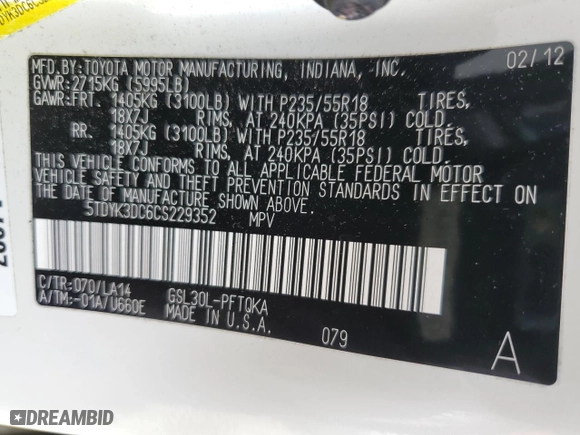 MFD.BY:TOYOTA MOTOR MANUFACTURING, INDIANA, INC. 02/12
GVWR:2715KG (5995LB)
GAWR:FRT. 1405KG (3100LB) WITH P235/55R18 TIRES,
18X7J RIMS, AT 240KPA (35PSI) COLD.
RR. 1405KG (3100LB) WITH P235/55R18 TIRES,
18X7J RIMS, AT 240KPA (35PSI) COLD.
THIS VEHICLE CONFORMS TO ALL APPLICABLE FEDERAL MOTOR
VEHICLE SAFETY AND THEFT PREVENTION STANDARDS IN EFFECT ON
THE DATE OF MANUFACTURE SHOWN ABOVE.
5TDYK3DC6CS229352 MPV
C/TR:070/LA14 GSL30L-PFTQKA
A/TM:-01A/U660E MADE IN U.S.A.
079
A
DREAMBID